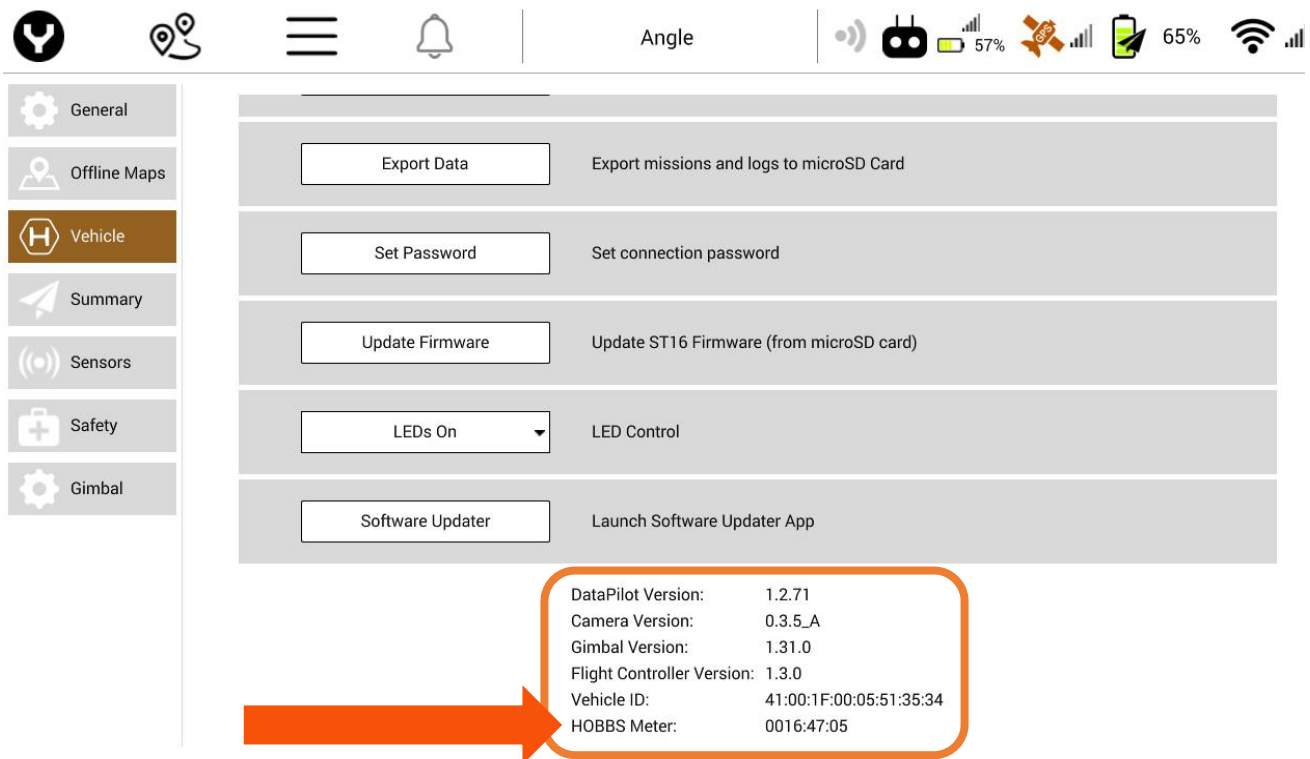 Angle
57%
GPS
65%
General
Offline Maps
Vehicle
Summary
Sensors
Safety
Gimbal
Export Data Export missions and logs to microSD Card
Set Password Set connection password
Update Firmware Update ST16 Firmware (from microSD card)
LEDs On LED Control
Software Updater Launch Software Updater App
DataPilot Version: 1.2.71
Camera Version: 0.3.5_A
Gimbal Version: 1.31.0
Flight Controller Version: 1.3.0
Vehicle ID: 41:00:1F:00:05:51:35:34
HOBBS Meter: 0016:47:05